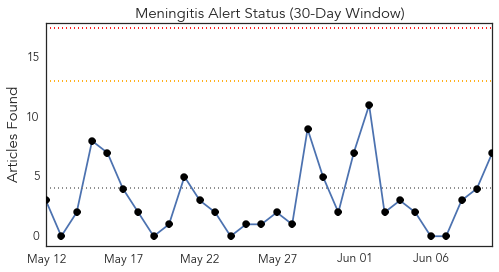 Meningitis Alert Status (30-Day Window)
Articles Found
15
10
5
0
May 12 May 17 May 22 May 27 Jun 01 Jun 06